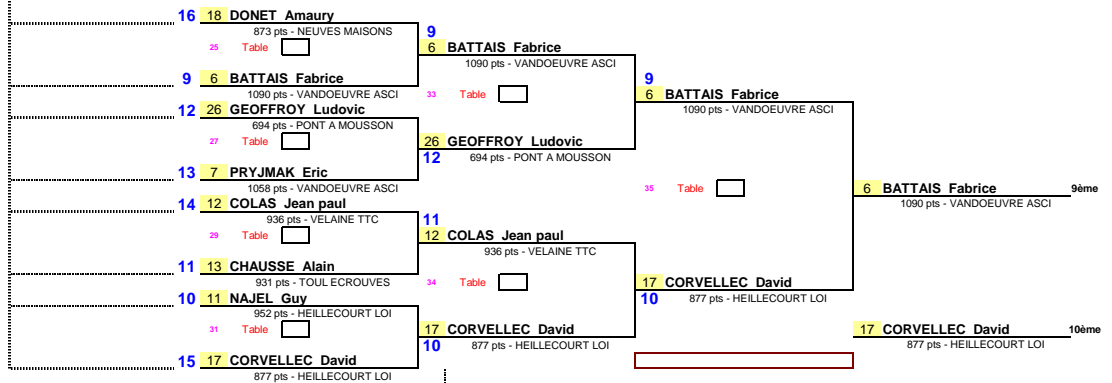 16 18 DONET Amaury
873 pts - NEUVES MAISONS
25 Table
9 6 BATTAIS Fabrice
1090 pts - VANDOEUVRE ASCI
12 26 GEOFFROY Ludovic
694 pts - PONT A MOUSSON
27 Table
13 7 PRYJMAK Eric
1058 pts - VANDOEUVRE ASCI
14 12 COLAS Jean paul
936 pts - VELAINE TTC
29 Table
11 13 CHAUSSE Alain
931 pts - TOUL ECROUVES
10 11 NAJEL Guy
952 pts - HEILLECOURT LOI
31 Table
15 17 CORVELLEC David
877 pts - HEILLECOURT LOI
9
6 BATTAIS Fabrice
1090 pts - VANDOEUVRE ASCI
33 Table
26 GEOFFROY Ludovic
12 694 pts - PONT A MOUSSON
11
12 COLAS Jean paul
936 pts - VELAINE TTC
34 Table
17 CORVELLEC David
10 877 pts - HEILLECOURT LOI
9
6 BATTAIS Fabrice
1090 pts - VANDOEUVRE ASCI
35 Table
17 CORVELLEC David
10 877 pts - HEILLECOURT LOI
6 BATTAIS Fabrice 9ème
1090 pts - VANDOEUVRE ASCI
17 CORVELLEC David 10ème
877 pts - HEILLECOURT LOI